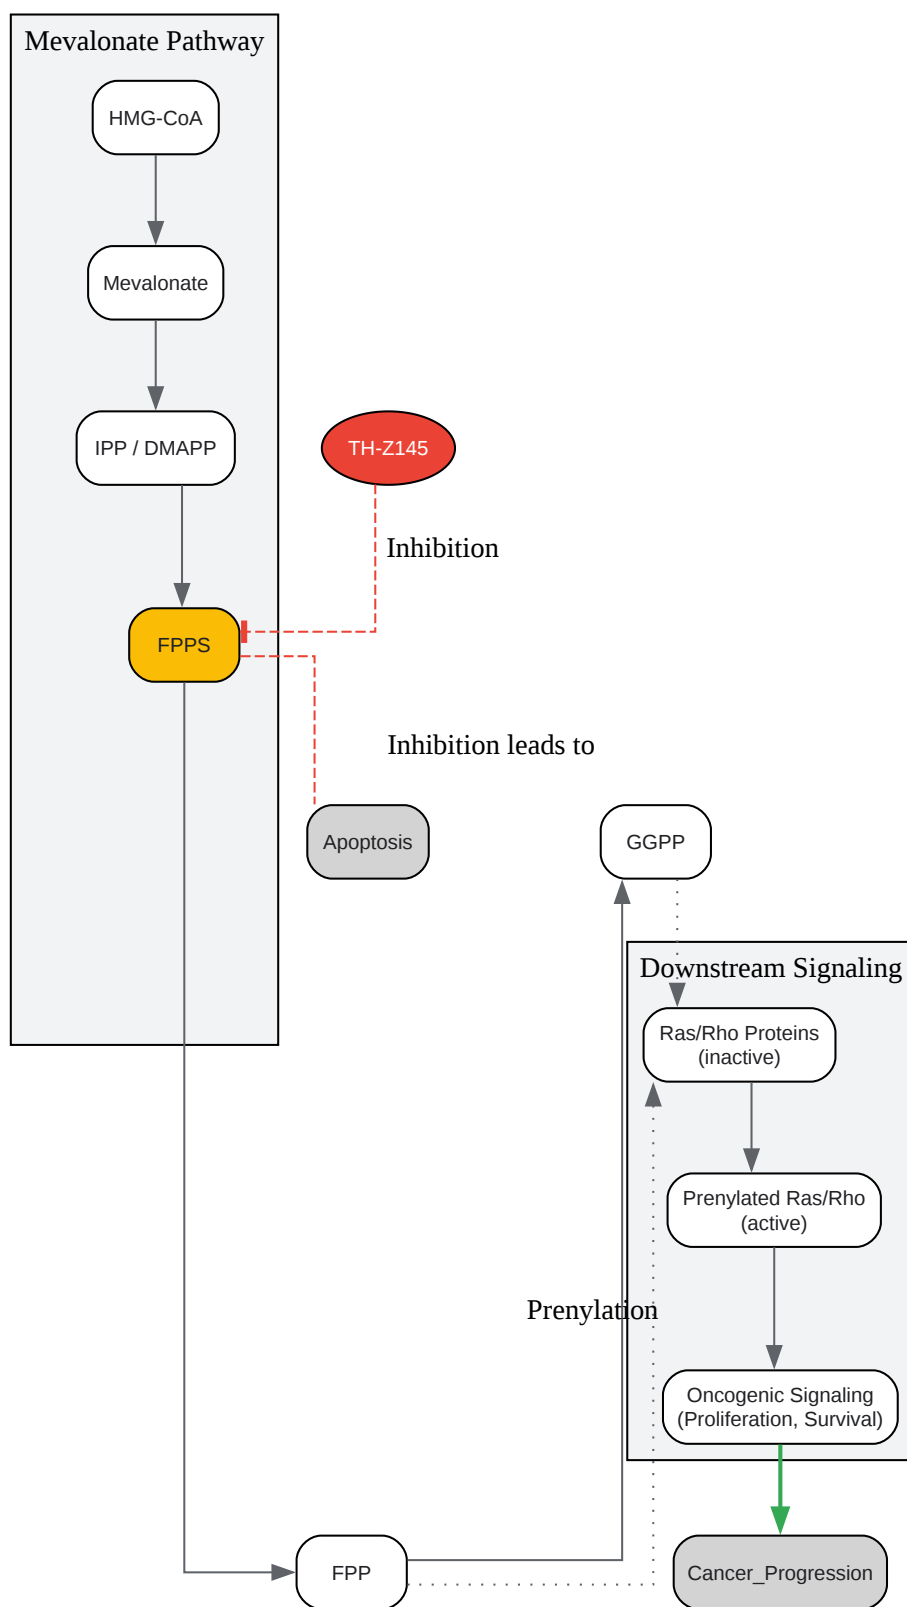 Mevalonate Pathway
HMG-CoA
Mevalonate
IPP / DMAPP
TH-Z145
Inhibition
FPPS
Inhibition leads to
Apoptosis
GGPP
Downstream Signaling
Ras/Rho Proteins
(inactive)
Prenylated Ras/Rho
(active)
Prenylation
Oncogenic Signaling
(Proliferation, Survival)
FPP
Cancer_Progression